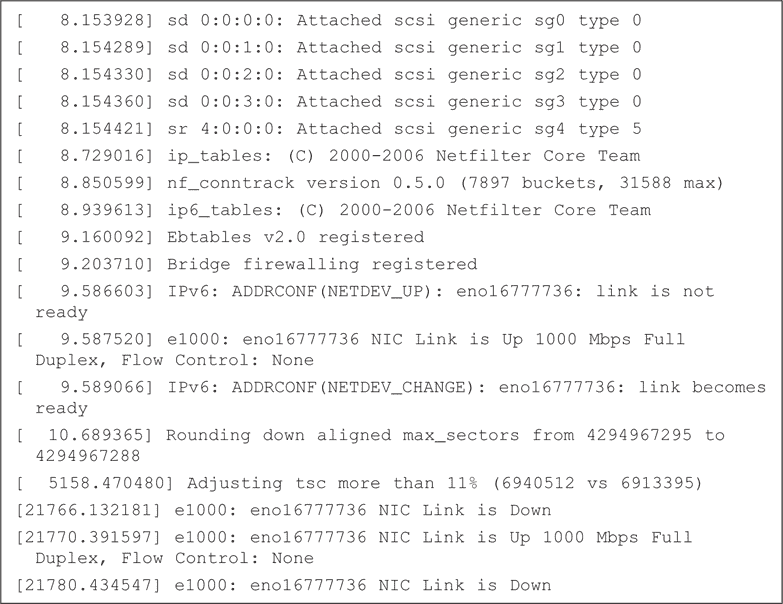 [    8.153928] sd 0:0:0:0: Attached scsi generic sg0 type 0
[    8.154289] sd 0:0:1:0: Attached scsi generic sg1 type 0
[    8.154330] sd 0:0:2:0: Attached scsi generic sg2 type 0
[    8.154360] sd 0:0:3:0: Attached scsi generic sg3 type 0
[    8.154421] sr 4:0:0:0: Attached scsi generic sg4 type 5
[    8.729016] ip_tables: (C) 2000-2006 Netfilter Core Team
[    8.850599] nf_conntrack version 0.5.0 (7897 buckets, 31588 max)
[    8.939613] ip6_tables: (C) 2000-2006 Netfilter Core Team
[    9.160092] Ebtables v2.0 registered
[    9.203710] Bridge firewalling registered
[    9.586603] IPv6: ADDRCONF(NETDEV_UP): eno16777736: link is not
  ready
[    9.587520] e1000: eno16777736 NIC Link is Up 1000 Mbps Full
  Duplex, Flow Control: None
[    9.589066] IPv6: ADDRCONF(NETDEV_CHANGE): eno16777736: link becomes
  ready
[   10.689365] Rounding down aligned max_sectors from 4294967295 to
  4294967288
[  5158.470480] Adjusting tsc more than 11% (6940512 vs 6913395)
[21766.132181] e1000: eno16777736 NIC Link is Down
[21770.391597] e1000: eno16777736 NIC Link is Up 1000 Mbps Full
  Duplex, Flow Control: None
[21780.434547] e1000: eno16777736 NIC Link is Down